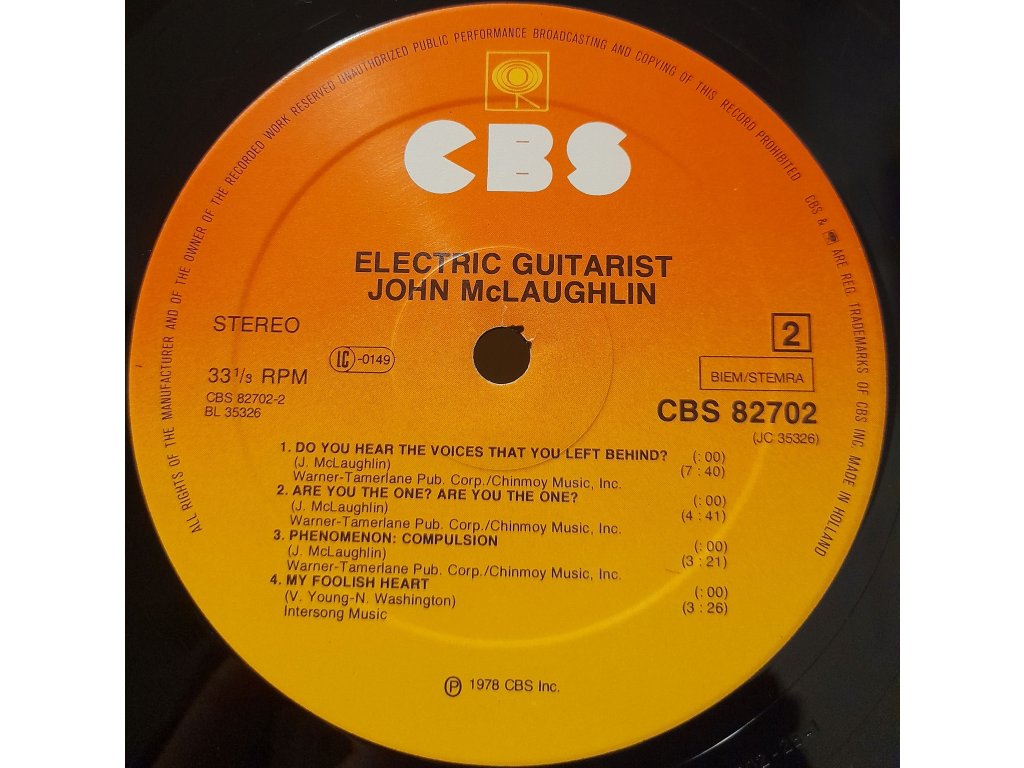 ALL RIGHTS OF THE MANUFACTURER AND OF THE OWNER OF THE RECORDED WORK RESERVED UNAUTHORIZED PUBLIC PERFORMANCE BROADCASTING AND COPYING OF THIS RECORD PROHIBITED
CBS & ARE REG. TRADEMARKS OF CBS INC. MADE IN HOLLAND
CBS
ELECTRIC GUITARIST
JOHN McLAUGHLIN
STEREO
2
LC -0149
33 1/3 RPM
BIEM/STEMRA
CBS 82702-2
BL 35326
CBS 82702
(JC 35326)
1. DO YOU HEAR THE VOICES THAT YOU LEFT BEHIND? (: 00)
(J. McLaughlin) (7 : 40)
Warner-Tamerlane Pub. Corp./Chinmoy Music, Inc.
2. ARE YOU THE ONE? ARE YOU THE ONE? (: 00)
(J. McLaughlin) (4 : 41)
Warner-Tamerlane Pub. Corp./Chinmoy Music, Inc.
3. PHENOMENON: COMPULSION (: 00)
(J. McLaughlin) (3 : 21)
Warner-Tamerlane Pub. Corp./Chinmoy Music, Inc.
4. MY FOOLISH HEART (: 00)
(V. Young-N. Washington) (3 : 26)
Intersong Music
℗ 1978 CBS Inc.